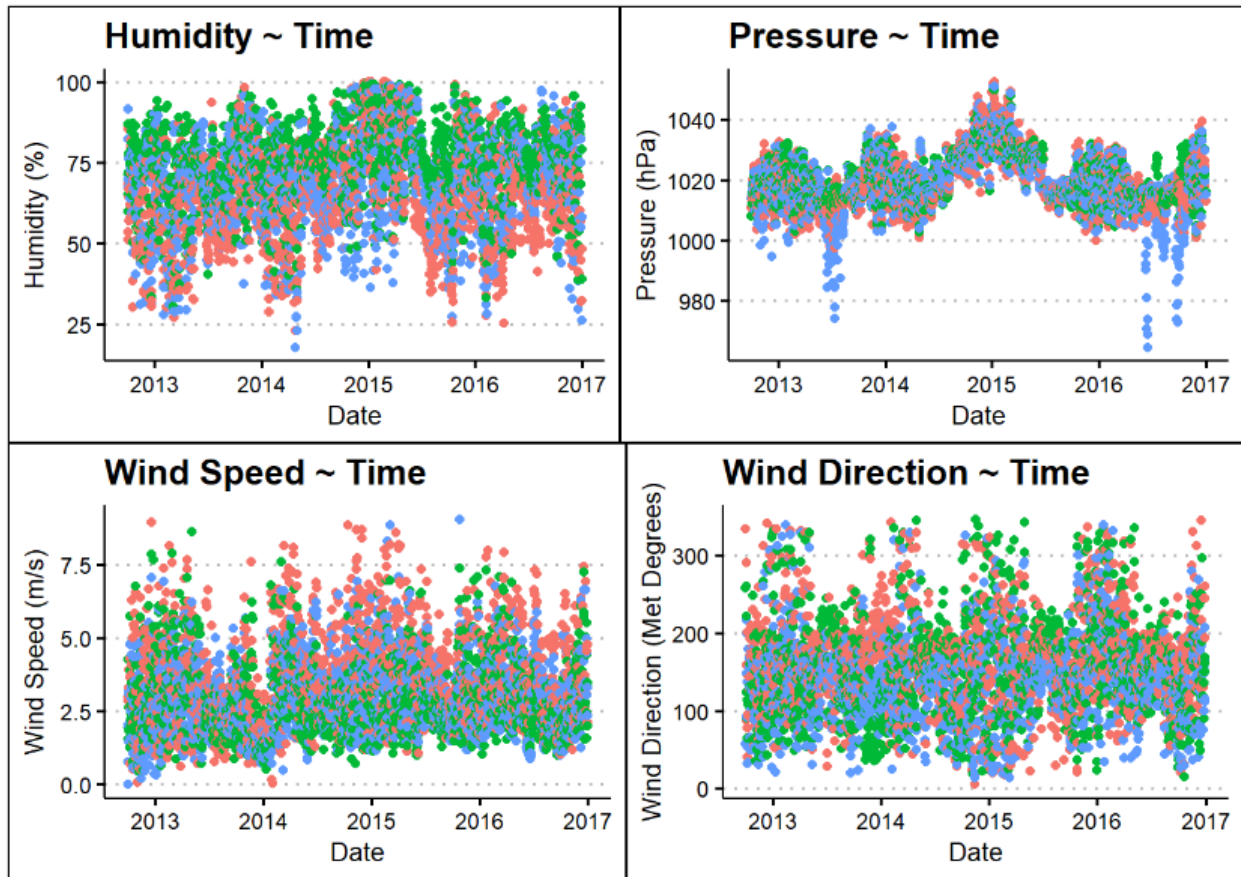 Humidity ~ Time
100
75
50
25
Humidity (%)
2013 2014 2015 2016 2017
Date
Pressure ~ Time
1040
1020
1000
980
Pressure (hPa)
2013 2014 2015 2016 2017
Date
Wind Speed ~ Time
7.5
5.0
2.5
0.0
Wind Speed (m/s)
2013 2014 2015 2016 2017
Date
Wind Direction ~ Time
300
200
100
0
Wind Direction (Met Degrees)
2013 2014 2015 2016 2017
Date